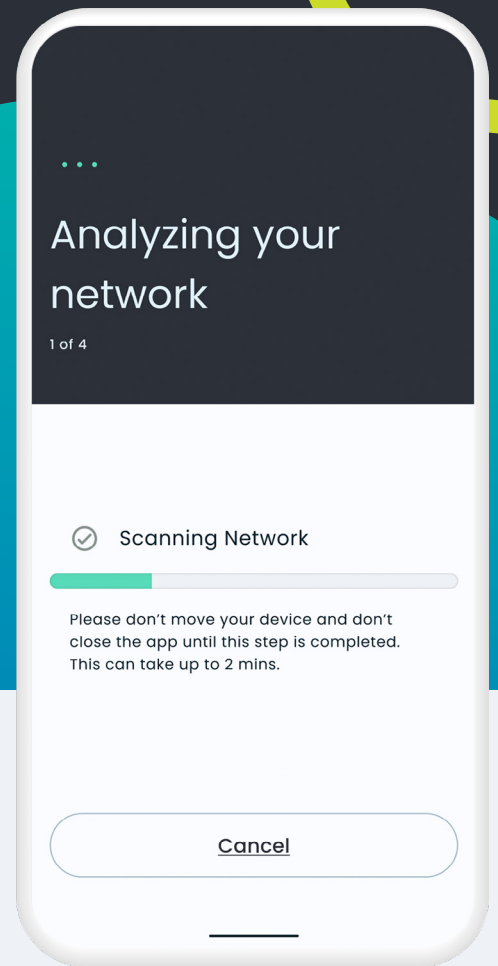 Analyzing your
network
1 of 4
Scanning Network
Please don’t move your device and don’t
close the app until this step is completed.
This can take up to 2 mins.
Cancel